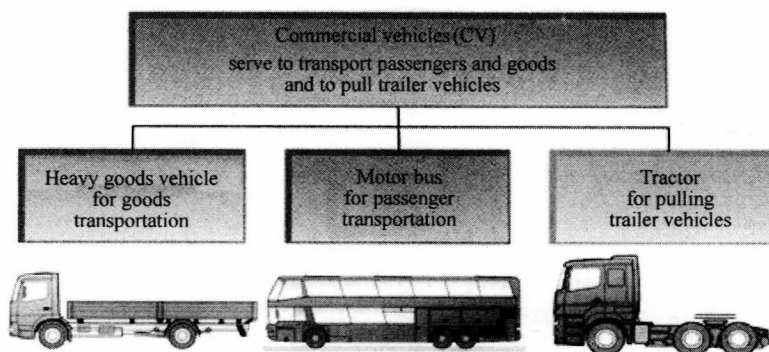 Commercial vehicles (CV)
serve to transport passengers and goods
and to pull trailer vehicles
Heavy goods vehicle
for goods
transportation
Motor bus
for passenger
transportation
Tractor
for pulling
trailer vehicles